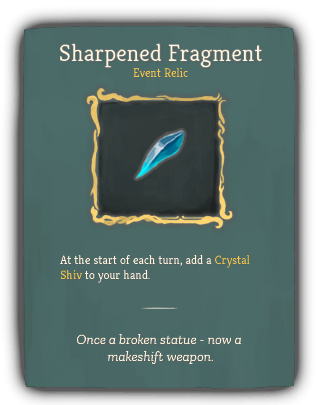 Sharpened Fragment
Event Relic
At the start of each turn, add a Crystal
Shiv to your hand.
Once a broken statue - now a
makeshift weapon.